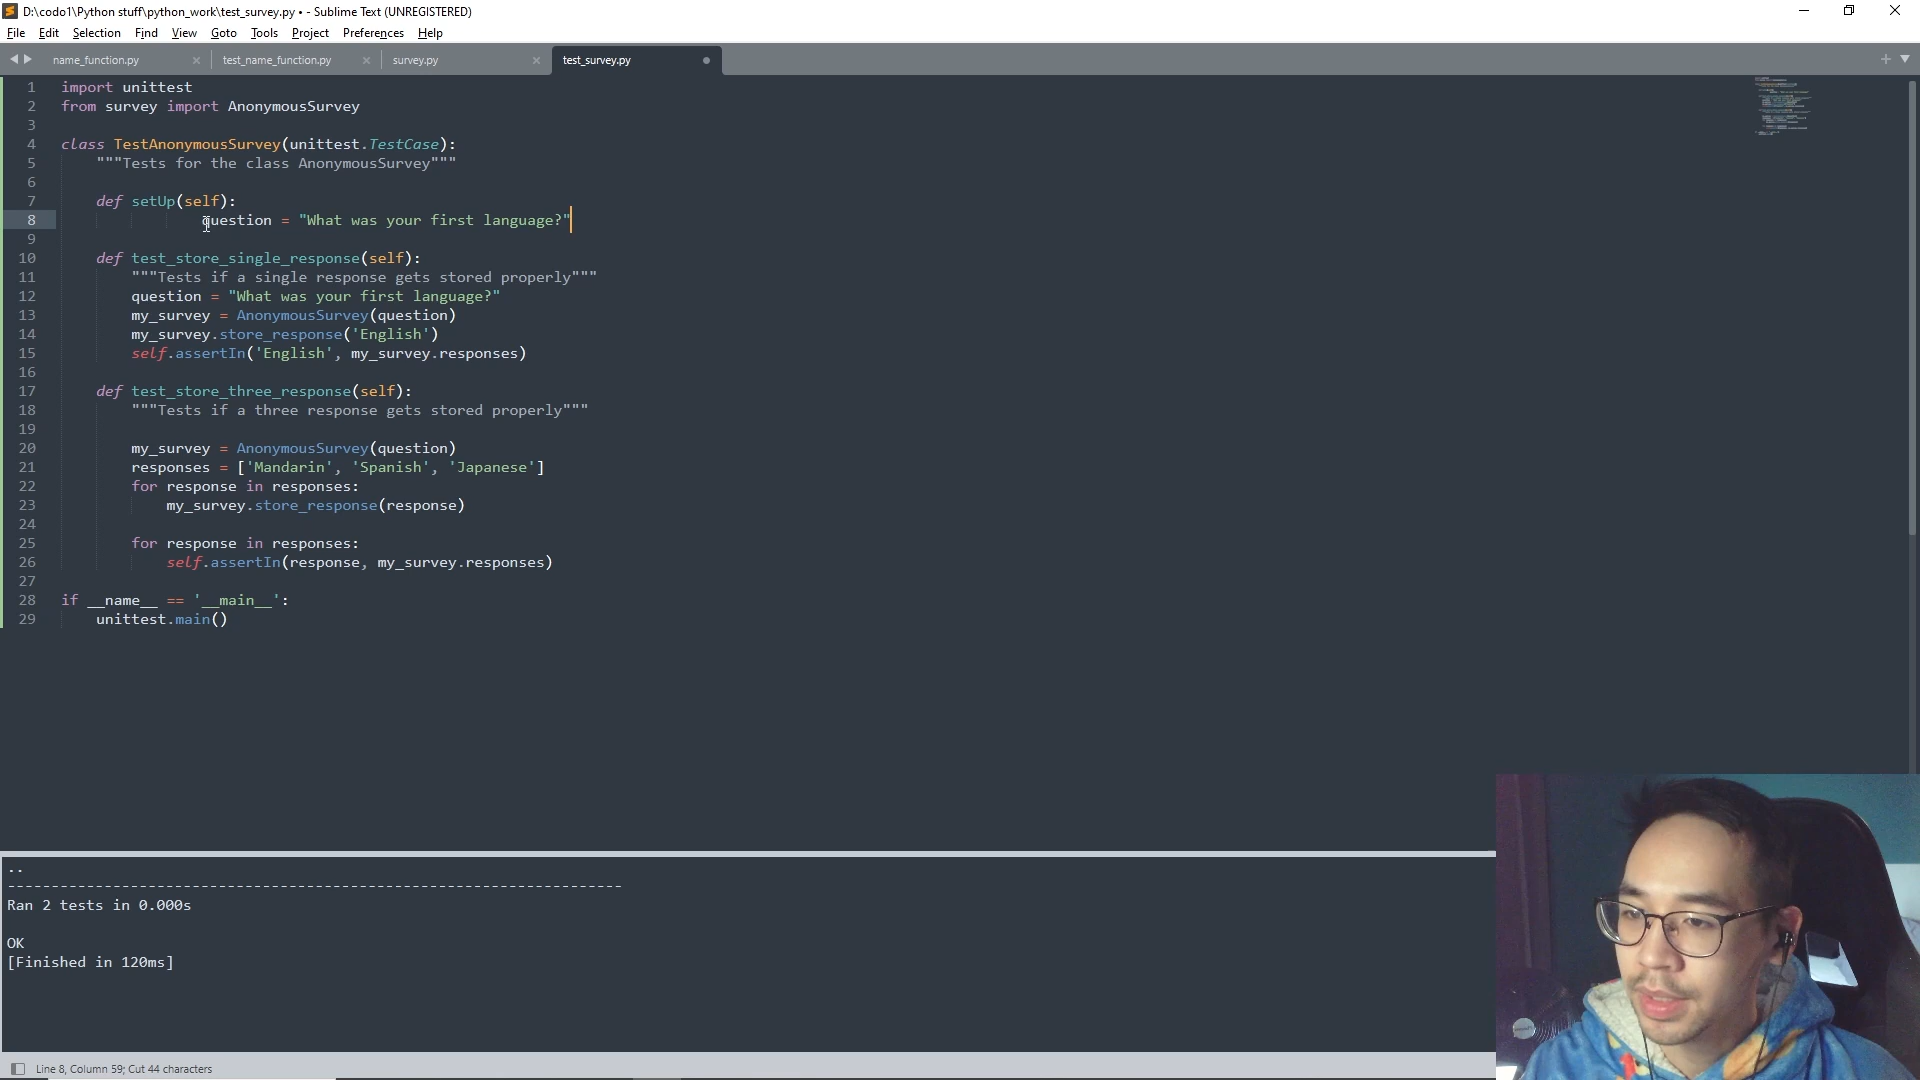 D:\codo1\Python stuff\python_work\test_survey.py • - Sublime Text (UNREGISTERED)
File Edit Selection Find View Goto Tools Project Preferences Help
name_function.py test_name_function.py survey.py test_survey.py
1 import unittest
2 from survey import AnonymousSurvey
3
4 class TestAnonymousSurvey(unittest.TestCase):
5 """Tests for the class AnonymousSurvey"""
6
7 def setUp(self):
8 question = "What was your first language?"
9
10 def test_store_single_response(self):
11 """Tests if a single response gets stored properly"""
12 question = "What was your first language?"
13 my_survey = AnonymousSurvey(question)
14 my_survey.store_response('English')
15 self.assertIn('English', my_survey.responses)
16
17 def test_store_three_response(self):
18 """Tests if a three response gets stored properly"""
19
20 my_survey = AnonymousSurvey(question)
21 responses = ['Mandarin', 'Spanish', 'Japanese']
22 for response in responses:
23 my_survey.store_response(response)
24
25 for response in responses:
26 self.assertIn(response, my_survey.responses)
27
28 if __name__ == '__main__':
29 unittest.main()
..
----------------------------------------------------------------------
Ran 2 tests in 0.000s
OK
[Finished in 120ms]
Line 8, Column 59; Cut 44 characters